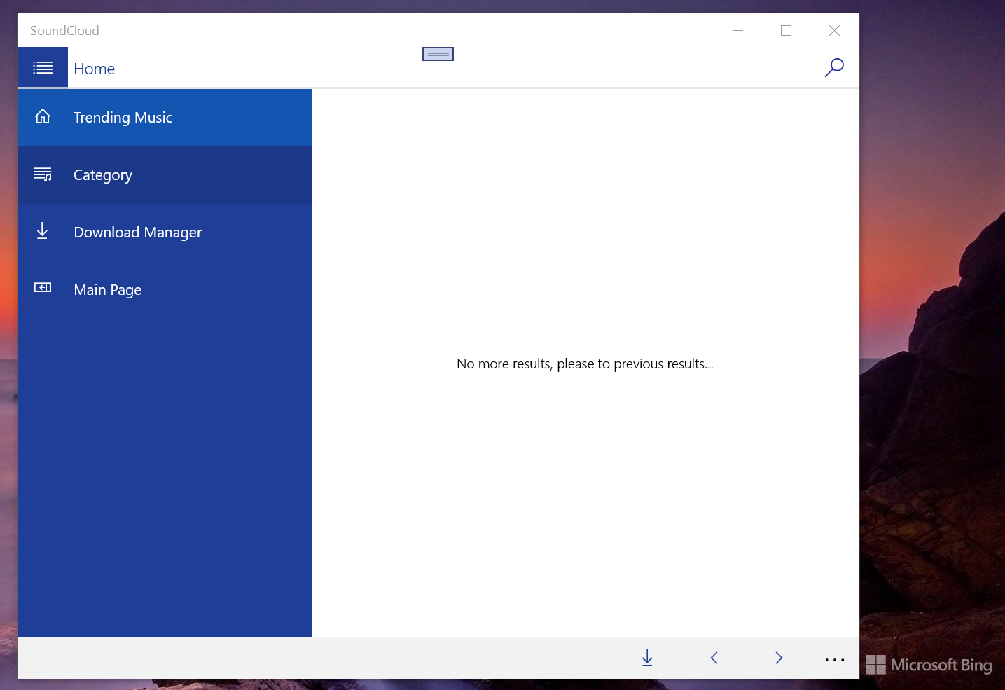 SoundCloud
Home
Trending Music
Category
Download Manager
Main Page
No more results, please to previous results...
Microsoft Bing